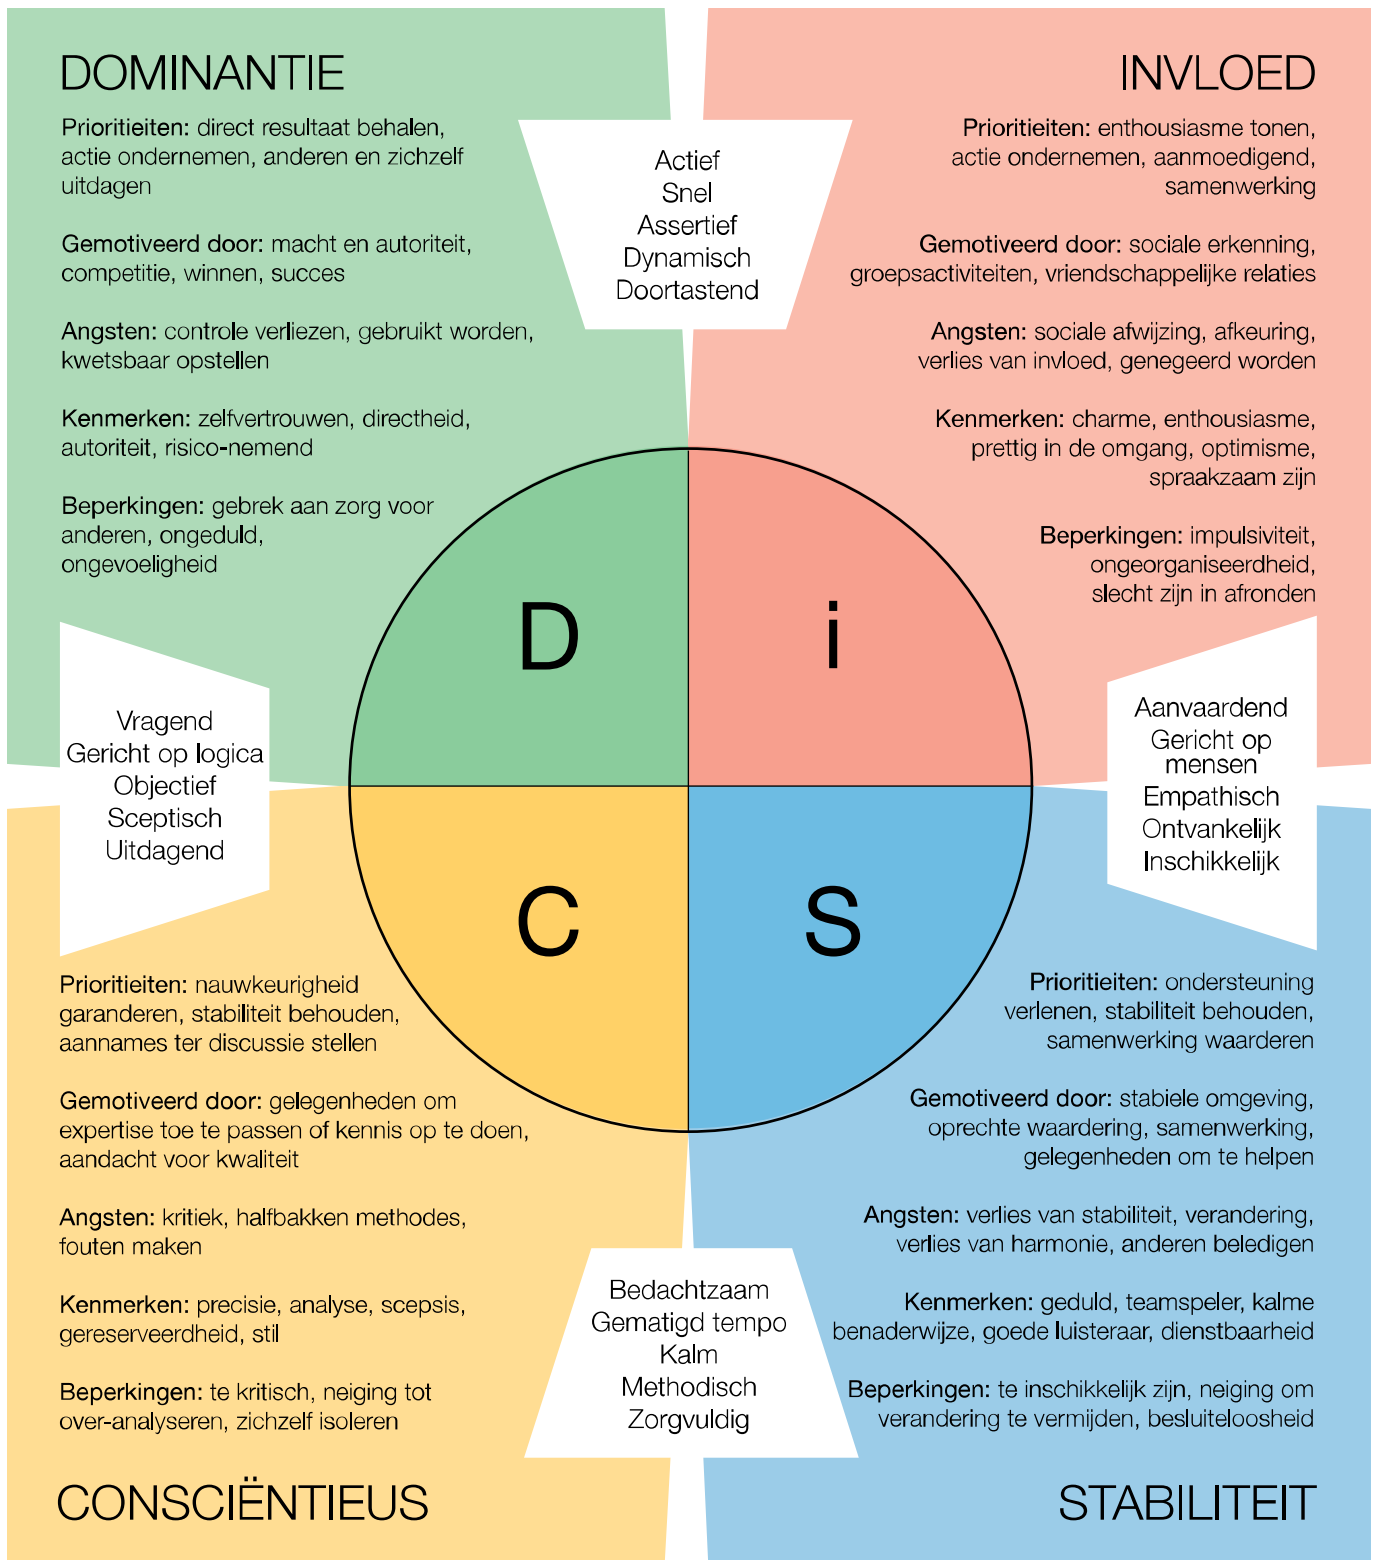 DOMINANTIE
Prioritieiten: direct resultaat behalen,
actie ondernemen, anderen en zichzelf
uitdagen
Gemotiveerd door: macht en autoriteit,
competitie, winnen, succes
Angsten: controle verliezen, gebruikt worden,
kwetsbaar opstellen
Kenmerken: zelfvertrouwen, directheid,
autoriteit, risico-nemend
Beperkingen: gebrek aan zorg voor
anderen, ongeduld,
ongevoeligheid
Actief
Snel
Assertief
Dynamisch
Doortastend
INVLOED
Prioritieiten: enthousiasme tonen,
actie ondernemen, aanmoedigend,
samenwerking
Gemotiveerd door: sociale erkenning,
groepsactiviteiten, vriendschappelijke relaties
Angsten: sociale afwijzing, afkeuring,
verlies van invloed, genegeerd worden
Kenmerken: charme, enthousiasme,
prettig in de omgang, optimisme,
spraakzaam zijn
Beperkingen: impulsiviteit,
ongeorganiseerdheid,
slecht zijn in afronden
D
i
Vragend
Gericht op logica
Objectief
Sceptisch
Uitdagend
Aanvaardend
Gericht op
mensen
Empathisch
Ontvankelijk
Inschikkelijk
C
S
Prioritieiten: nauwkeurigheid
garanderen, stabiliteit behouden,
aannames ter discussie stellen
Gemotiveerd door: gelegenheden om
expertise toe te passen of kennis op te doen,
aandacht voor kwaliteit
Angsten: kritiek, halfbakken methodes,
fouten maken
Kenmerken: precisie, analyse, scepsis,
gereserveerdheid, stil
Beperkingen: te kritisch, neiging tot
over-analyseren, zichzelf isoleren
CONSCIËNTIEUS
Bedachtzaam
Gematigd tempo
Kalm
Methodisch
Zorgvuldig
Prioritieiten: ondersteuning
verlenen, stabiliteit behouden,
samenwerking waarderen
Gemotiveerd door: stabiele omgeving,
oprechte waardering, samenwerking,
gelegenheden om te helpen
Angsten: verlies van stabiliteit, verandering,
verlies van harmonie, anderen beledigen
Kenmerken: geduld, teamspeler, kalme
benaderwijze, goede luisteraar, dienstbaarheid
Beperkingen: te inschikkelijk zijn, neiging om
verandering te vermijden, besluiteloosheid
STABILITEIT